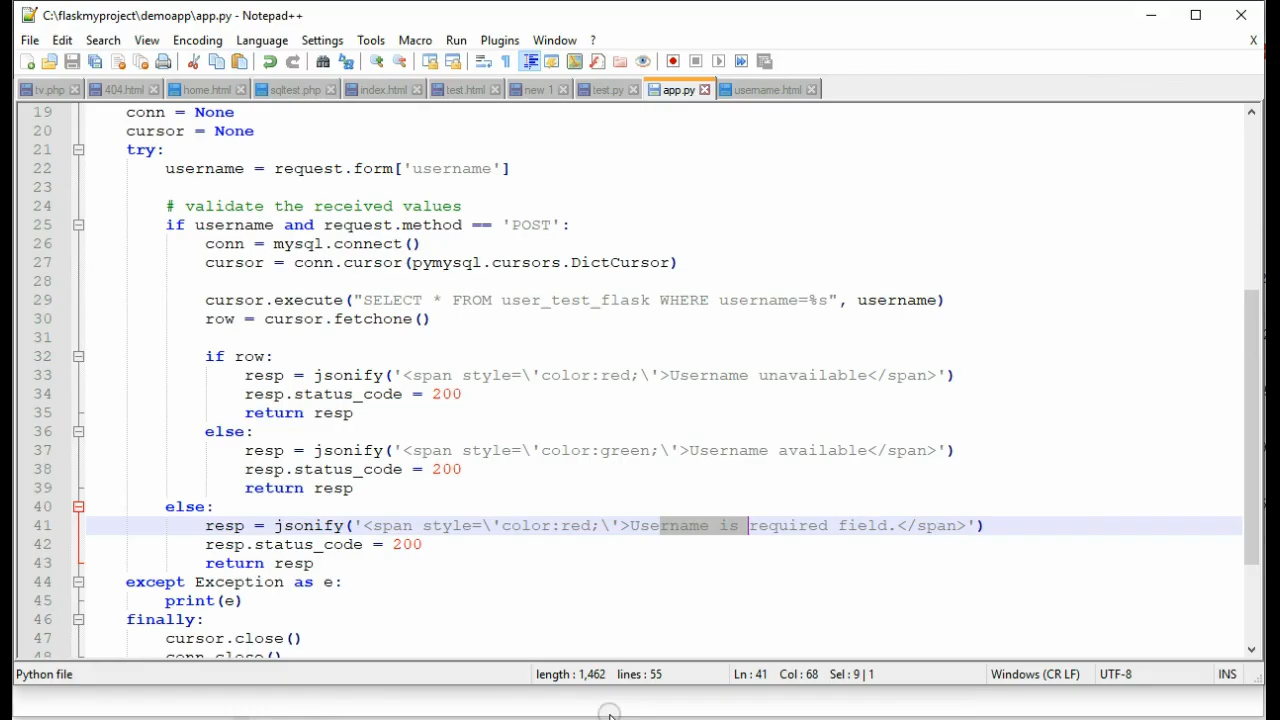 C:\flaskmyproject\demoapp\app.py - Notepad++
File Edit Search View Encoding Language Settings Tools Macro Run Plugins Window ? X
tv.php 404.html home.html sqltest.php index.html test.html new 1 test.py app.py username.html
19 conn = None
20 cursor = None
21 try:
22 username = request.form['username']
23
24 # validate the received values
25 if username and request.method == 'POST':
26 conn = mysql.connect()
27 cursor = conn.cursor(pymysql.cursors.DictCursor)
28
29 cursor.execute("SELECT * FROM user_test_flask WHERE username=%s", username)
30 row = cursor.fetchone()
31
32 if row:
33 resp = jsonify('<span style=\'color:red;\'>Username unavailable</span>')
34 resp.status_code = 200
35 return resp
36 else:
37 resp = jsonify('<span style=\'color:green;\'>Username available</span>')
38 resp.status_code = 200
39 return resp
40 else:
41 resp = jsonify('<span style=\'color:red;\'>Username is required field.</span>')
42 resp.status_code = 200
43 return resp
44 except Exception as e:
45 print(e)
46 finally:
47 cursor.close()
48 conn.close()
Python file length : 1,462 lines : 55 Ln : 41 Col : 68 Sel : 9 | 1 Windows (CR LF) UTF-8 INS